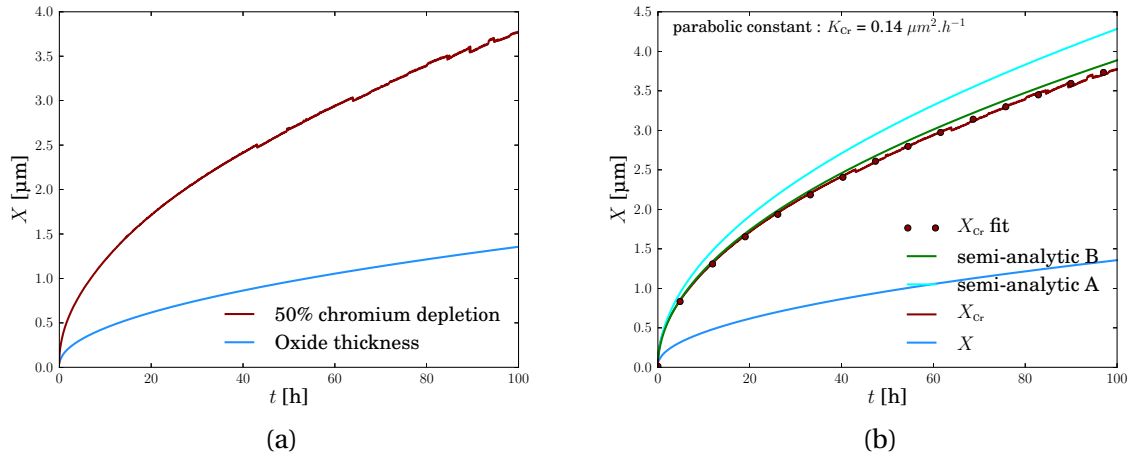 4.0
3.5
3.0
2.5
2.0
1.5
1.0
0.5
0.0
X [µm]
50% chromium depletion
Oxide thickness
0 20 40 60 80 100
t [h]
(a)
4.5
4.0
3.5
3.0
2.5
2.0
1.5
1.0
0.5
0.0
X [µm]
parabolic constant : K_Cr = 0.14 μm².h⁻¹
X_Cr fit
semi-analytic B
semi-analytic A
X_Cr
X
0 20 40 60 80 100
t [h]
(b)